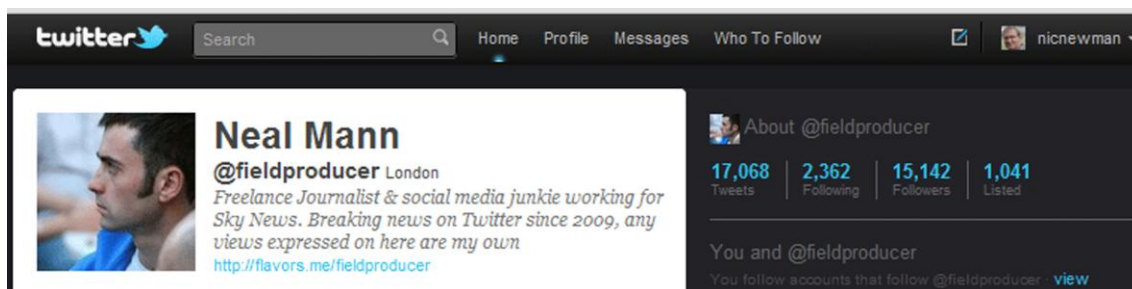 twitter
Search
Home Profile Messages Who To Follow
nicnewman
Neal Mann
@fieldproducer London
Freelance Journalist & social media junkie working for
Sky News. Breaking news on Twitter since 2009, any
views expressed on here are my own
http://flavors.me/fieldproducer
About @fieldproducer
17,068 2,362 15,142 1,041
Tweets Following Followers Listed
You and @fieldproducer
You follow accounts that follow @fieldproducer · view